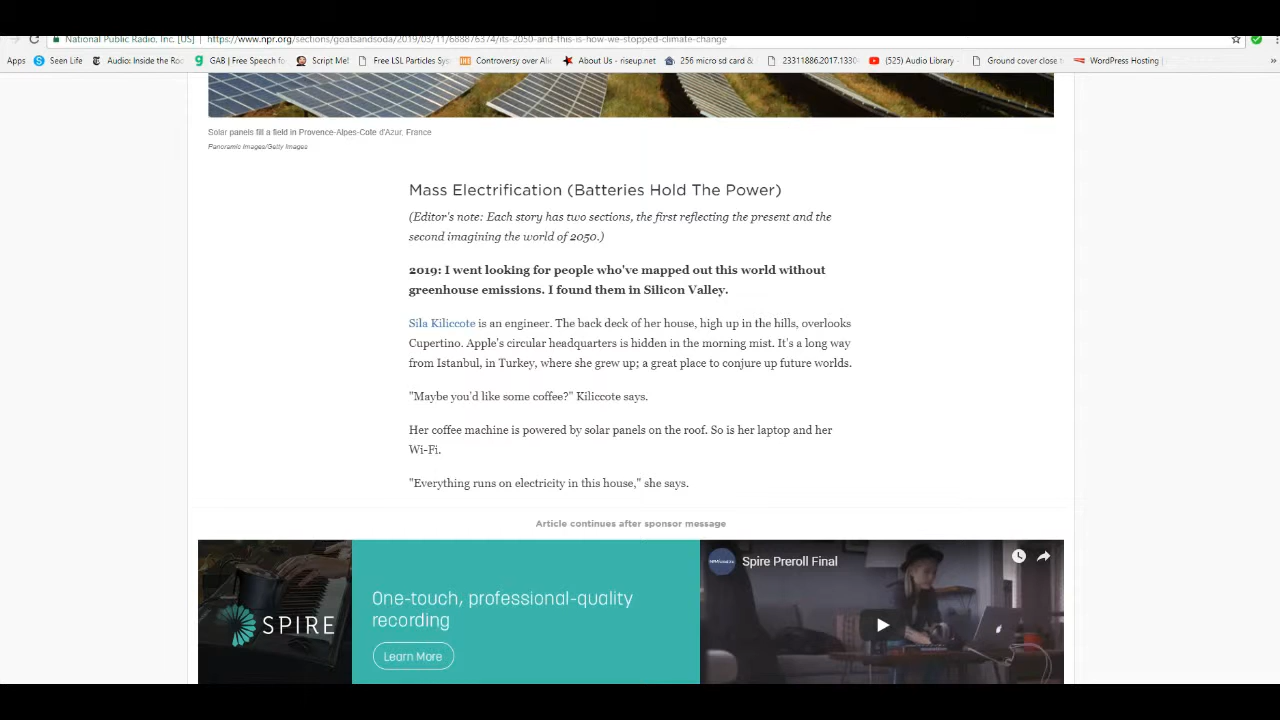 National Public Radio, Inc. [US] https://www.npr.org/sections/goatsandsoda/2019/03/11/688876374/its-2050-and-this-is-how-we-stopped-climate-change
Apps Seen Life Audio Inside the Ro GAB | Free Speech fo Script Me! Free LSL Particles Sys Controversy over Ali About Us - riseup.net 256 micro sd card & 23311886.2017.1330 (525) Audio Library - Ground cover close t WordPress Hosting | »
Solar panels fill a field in Provence-Alpes-Cote d'Azur, France
Panoramic Images/Getty Images
Mass Electrification (Batteries Hold The Power)
(Editor's note: Each story has two sections, the first reflecting the present and the
second imagining the world of 2050.)
2019: I went looking for people who've mapped out this world without
greenhouse emissions. I found them in Silicon Valley.
Sila Kiliccote is an engineer. The back deck of her house, high up in the hills, overlooks
Cupertino. Apple's circular headquarters is hidden in the morning mist. It's a long way
from Istanbul, in Turkey, where she grew up; a great place to conjure up future worlds.
"Maybe you'd like some coffee?" Kiliccote says.
Her coffee machine is powered by solar panels on the roof. So is her laptop and her
Wi-Fi.
"Everything runs on electricity in this house," she says.
Article continues after sponsor message
SPIRE
One-touch, professional-quality
recording
Learn More
Spire Preroll Final